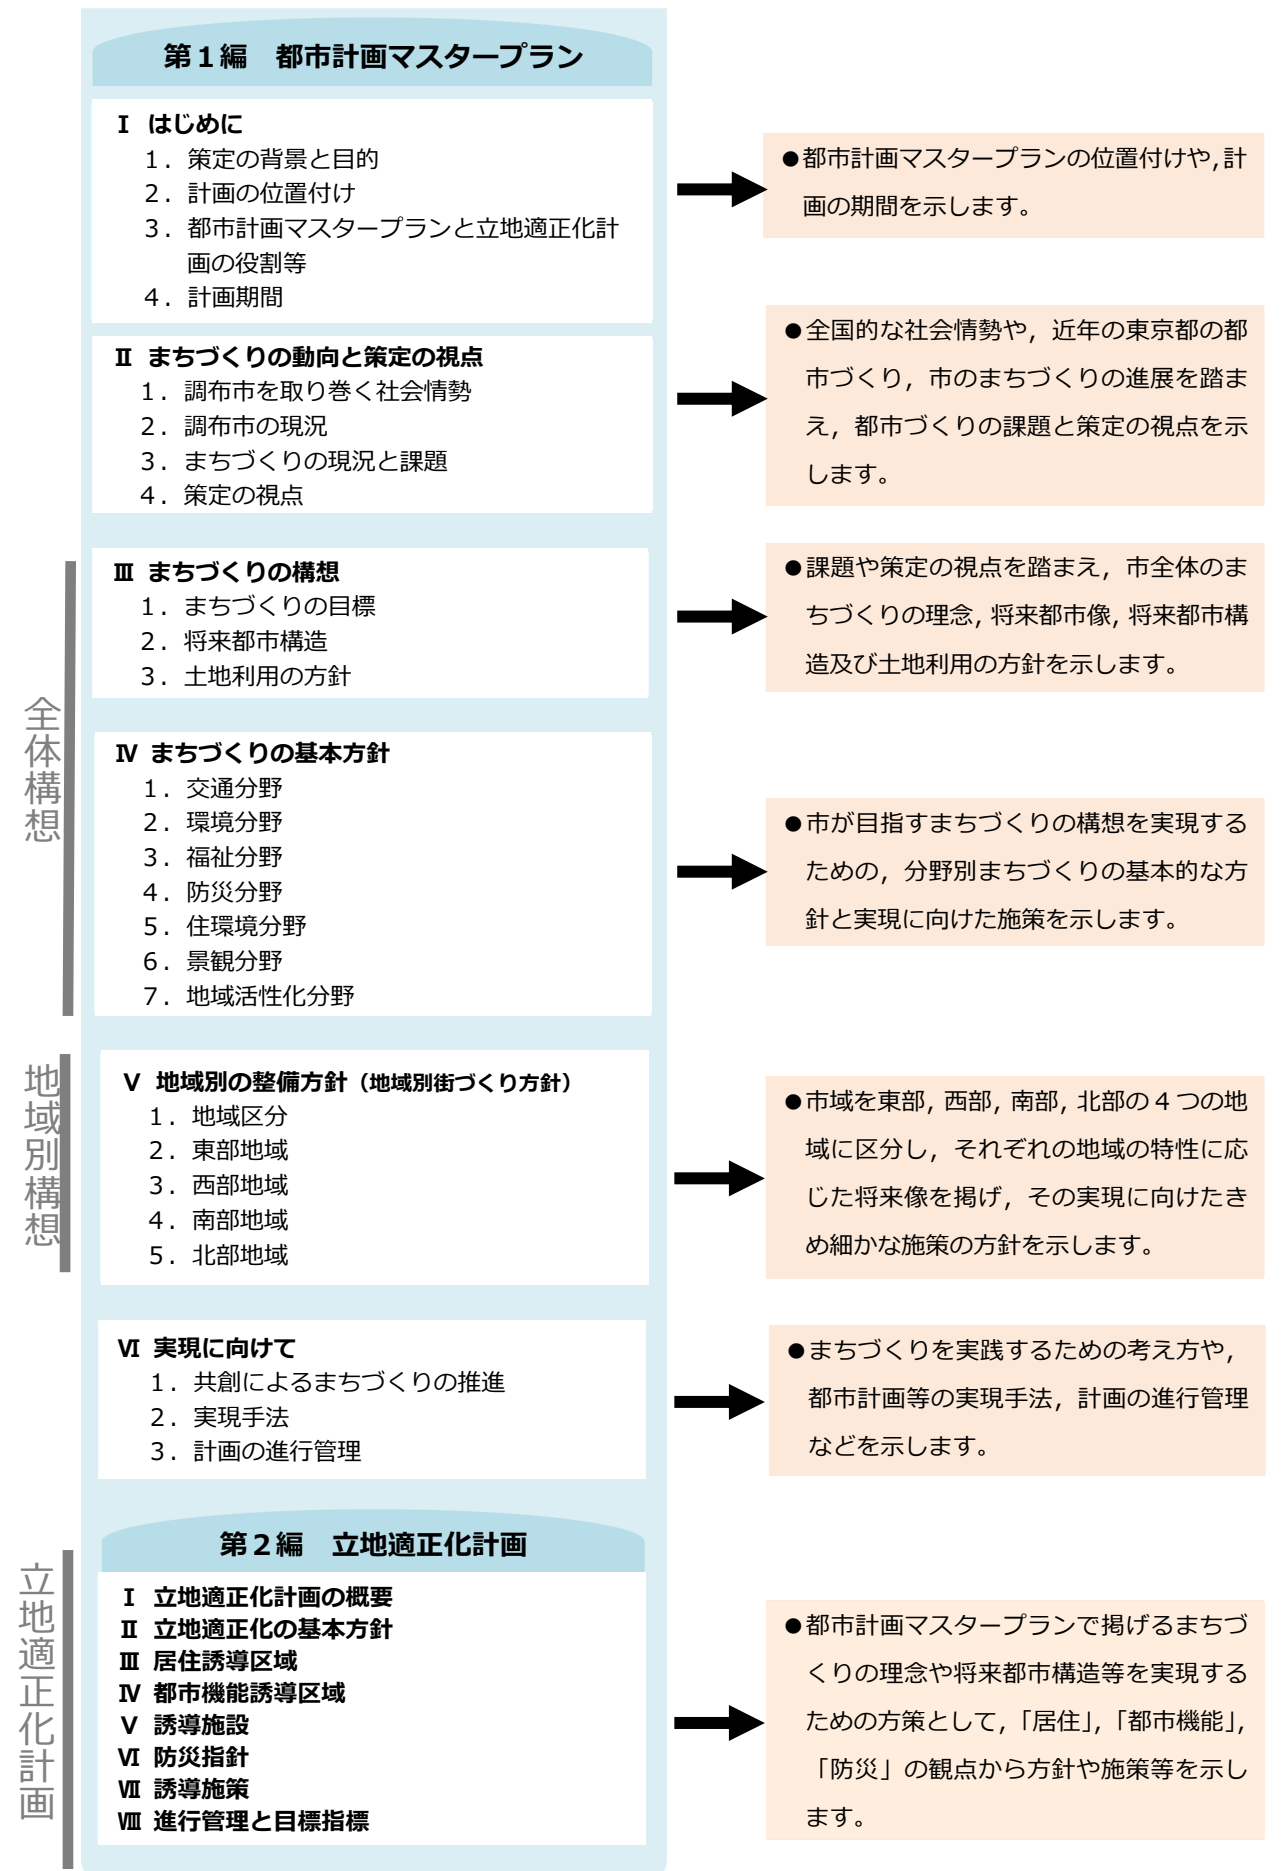 第１編　都市計画マスタープラン
Ⅰ はじめに
１．策定の背景と目的
２．計画の位置付け
３．都市計画マスタープランと立地適正化計
画の役割等
４．計画期間
●都市計画マスタープランの位置付けや,計
画の期間を示します。
Ⅱ まちづくりの動向と策定の視点
１．調布市を取り巻く社会情勢
２．調布市の現況
３．まちづくりの現況と課題
４．策定の視点
●全国的な社会情勢や，近年の東京都の都
市づくり，市のまちづくりの進展を踏ま
え，都市づくりの課題と策定の視点を示
します。
全体構想
Ⅲ まちづくりの構想
１．まちづくりの目標
２．将来都市構造
３．土地利用の方針
●課題や策定の視点を踏まえ，市全体のま
ちづくりの理念,将来都市像,将来都市構
造及び土地利用の方針を示します。
Ⅳ まちづくりの基本方針
１．交通分野
２．環境分野
３．福祉分野
４．防災分野
５．住環境分野
６．景観分野
７．地域活性化分野
●市が目指すまちづくりの構想を実現する
ための，分野別まちづくりの基本的な方
針と実現に向けた施策を示します。
地域別構想
Ⅴ 地域別の整備方針（地域別街づくり方針）
１．地域区分
２．東部地域
３．西部地域
４．南部地域
５．北部地域
●市域を東部,西部,南部,北部の４つの地
域に区分し，それぞれの地域の特性に応
じた将来像を掲げ，その実現に向けたき
め細かな施策の方針を示します。
Ⅵ 実現に向けて
１．共創によるまちづくりの推進
２．実現手法
３．計画の進行管理
●まちづくりを実践するための考え方や，
都市計画等の実現手法，計画の進行管理
などを示します。
立地適正化計画
第２編　立地適正化計画
Ⅰ 立地適正化計画の概要
Ⅱ 立地適正化の基本方針
Ⅲ 居住誘導区域
Ⅳ 都市機能誘導区域
Ⅴ 誘導施設
Ⅵ 防災指針
Ⅶ 誘導施策
Ⅷ 進行管理と目標指標
●都市計画マスタープランで掲げるまちづ
くりの理念や将来都市構造等を実現する
ための方策として,「居住」,「都市機能」,
「防災」の観点から方針や施策等を示し
ます。